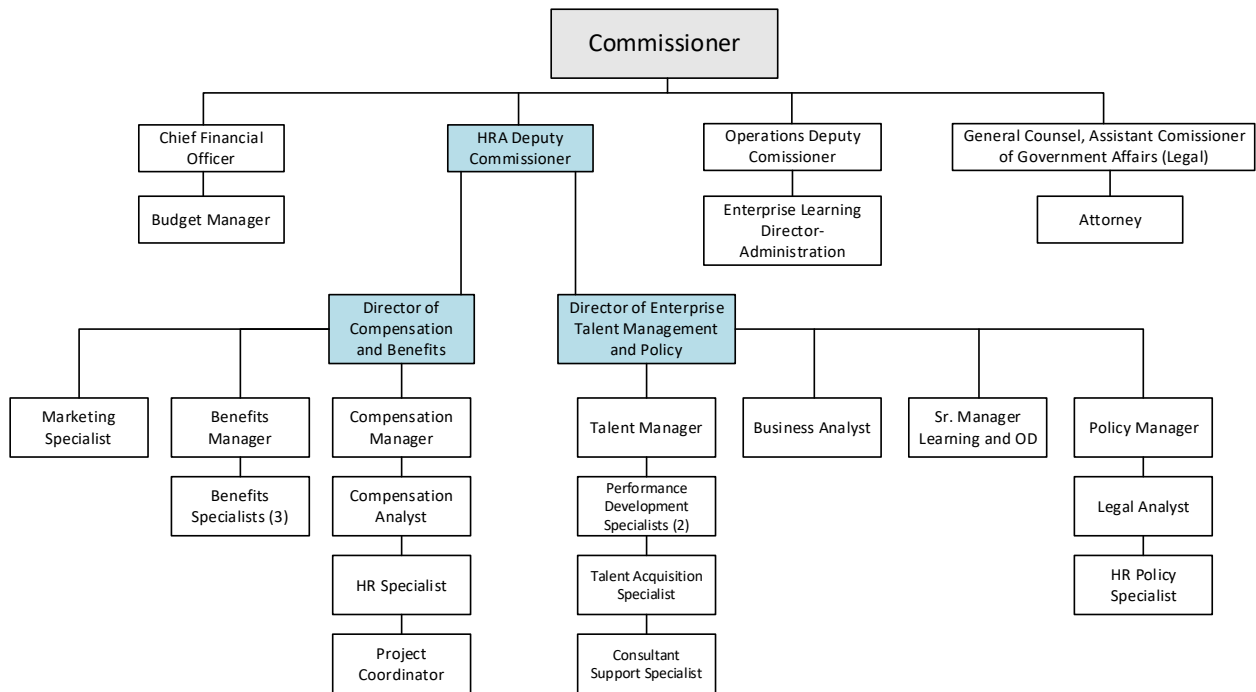 Commissioner
Chief Financial
Officer
HRA Deputy
Commissioner
Operations Deputy
Comissioner
General Counsel, Assistant Comissioner
of Government Affairs (Legal)
Budget Manager
Enterprise Learning
Director-
Administration
Attorney
Director of
Compensation
and Benefits
Director of Enterprise
Talent Management
and Policy
Marketing
Specialist
Benefits
Manager
Compensation
Manager
Talent Manager
Business Analyst
Sr. Manager
Learning and OD
Policy Manager
Benefits
Specialists (3)
Compensation
Analyst
Performance
Development
Specialists (2)
Legal Analyst
HR Specialist
Talent Acquisition
Specialist
HR Policy
Specialist
Project
Coordinator
Consultant
Support Specialist